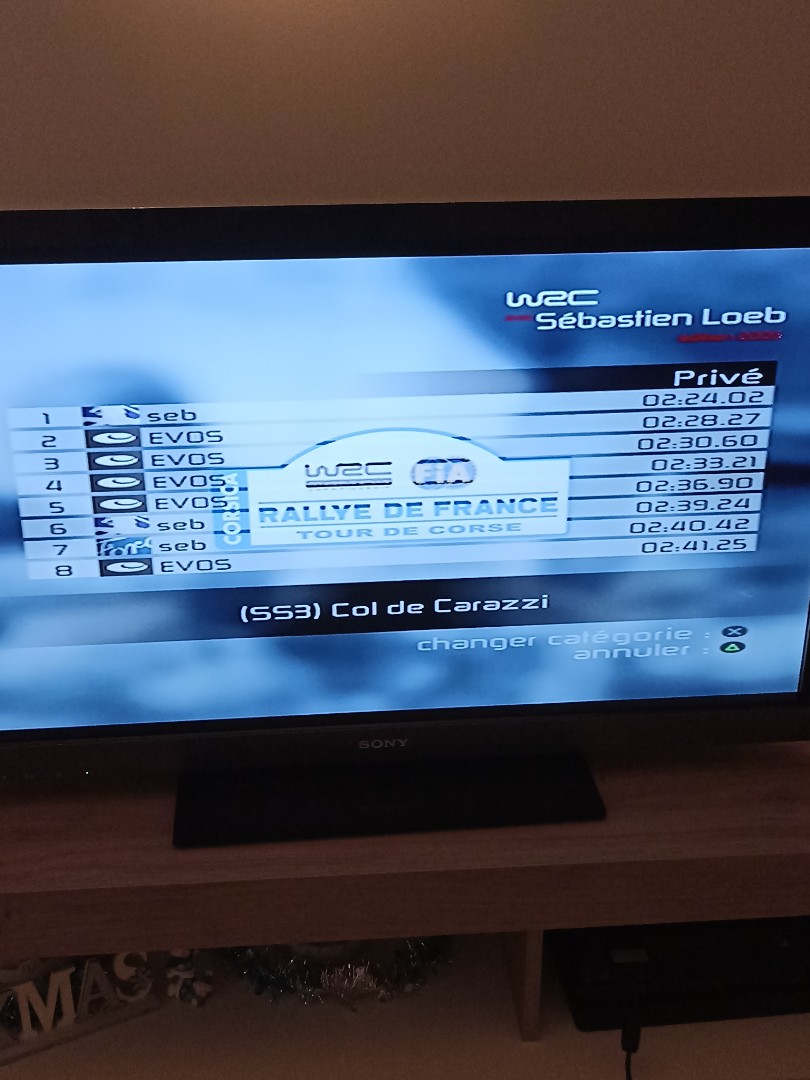 WRC
Sébastien Loeb
Privé
1 seb 02:24.02
2 EVOS 02:28.27
3 EVOS 02:30.60
4 EVOS 02:33.21
5 EVOS 02:36.90
6 seb 02:39.24
7 seb 02:40.42
8 EVOS 02:41.25
CORSICA
WRC FIA
RALLYE DE FRANCE
TOUR DE CORSE
(SS3) Col de Carazzi
changer catégorie : X
annuler :
SONY
XMAS